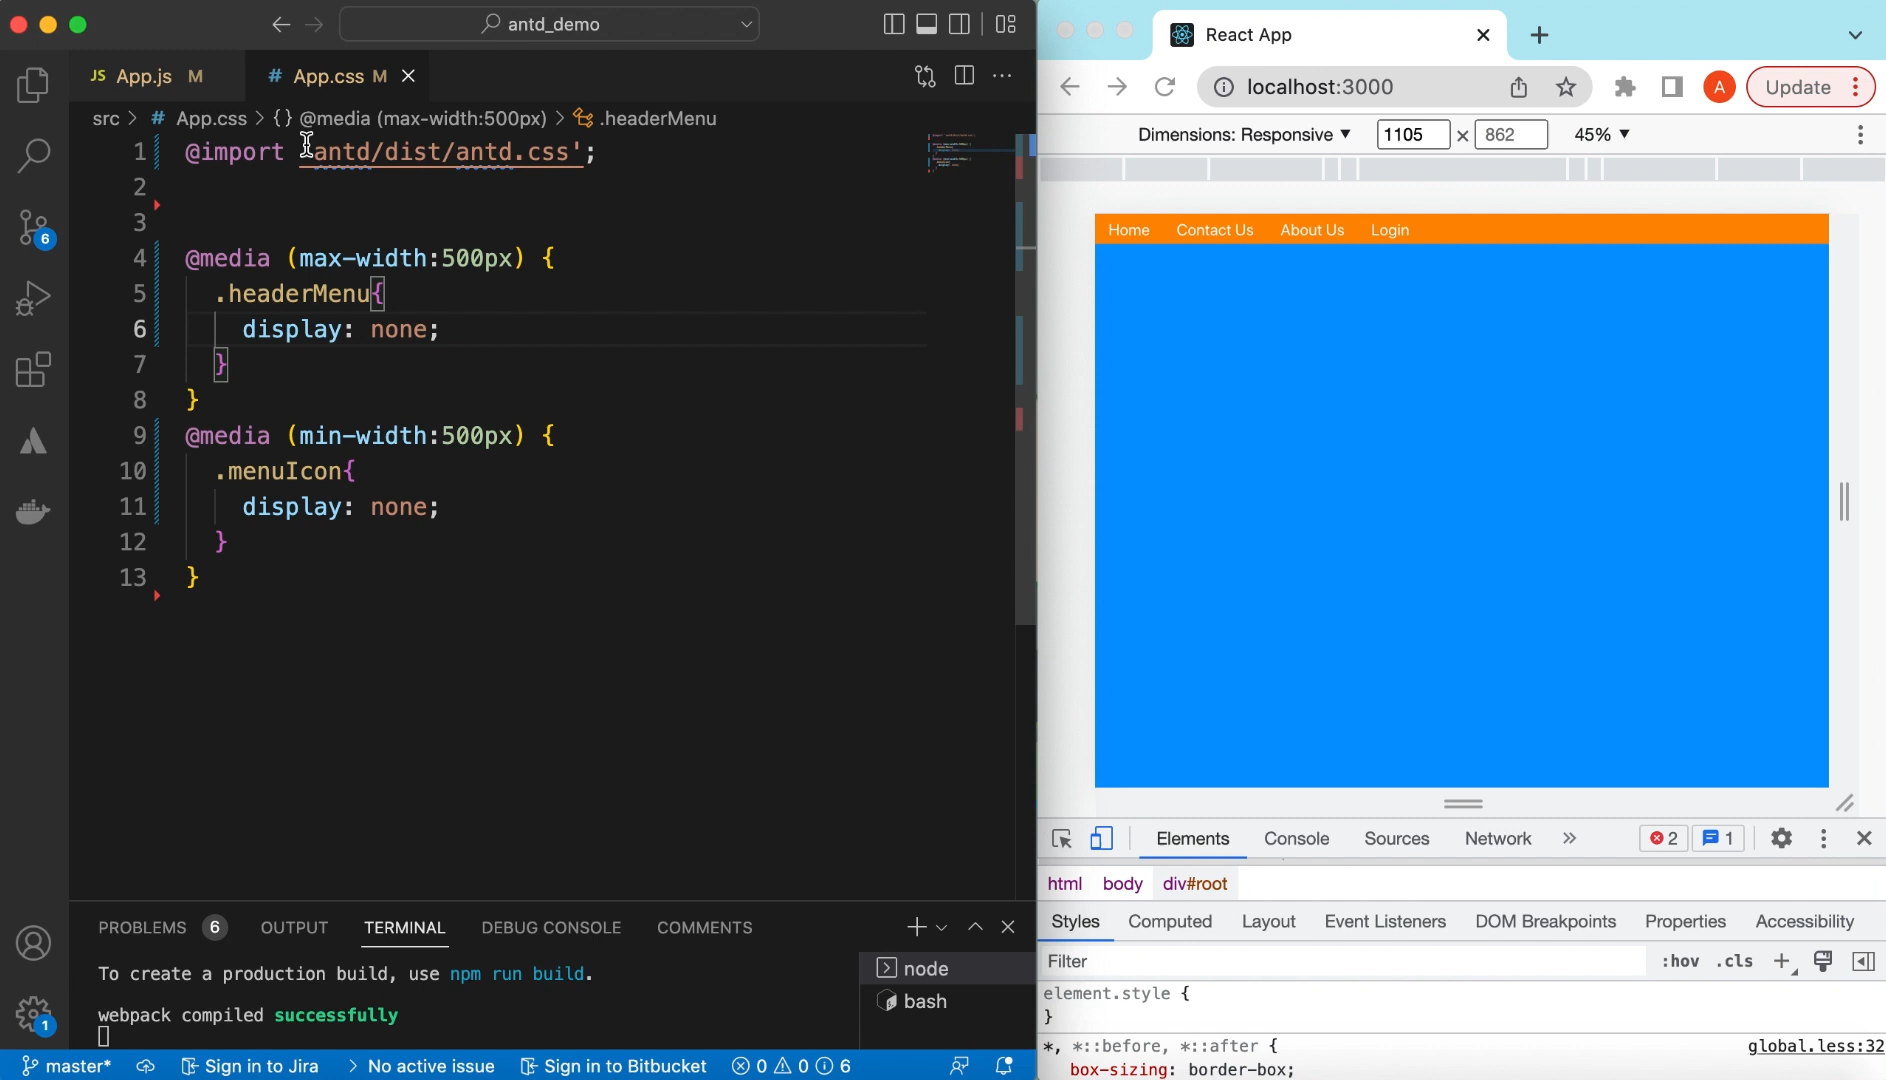 antd_demo
JS App.js M
# App.css M
src > # App.css > {} @media (max-width:500px) > .headerMenu
1 @import 'antd/dist/antd.css';
2
3
4 @media (max-width:500px) {
5 .headerMenu{
6 display: none;
7 }
8 }
9 @media (min-width:500px) {
10 .menuIcon{
11 display: none;
12 }
13 }
6
1
PROBLEMS 6 OUTPUT TERMINAL DEBUG CONSOLE COMMENTS
To create a production build, use npm run build.
webpack compiled successfully
node
bash
master* Sign in to Jira > No active issue Sign in to Bitbucket 0 0 6
React App
localhost:3000
A
Update
Dimensions: Responsive ▼ 1105 × 862 45% ▼
Home Contact Us About Us Login
Elements Console Sources Network » 2 1
html body div#root
Styles Computed Layout Event Listeners DOM Breakpoints Properties Accessibility
Filter :hov .cls +
element.style {
}
*, *::before, *::after { global.less:32
box-sizing: border-box;